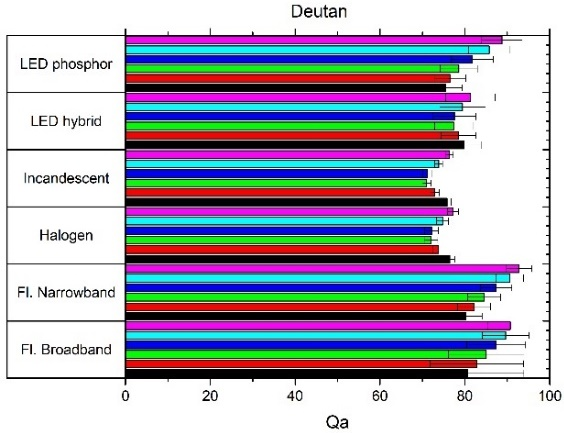 Deutan
LED phosphor
LED hybrid
Incandescent
Halogen
Fl. Narrowband
Fl. Broadband
0 20 40 60 80 100
Qa